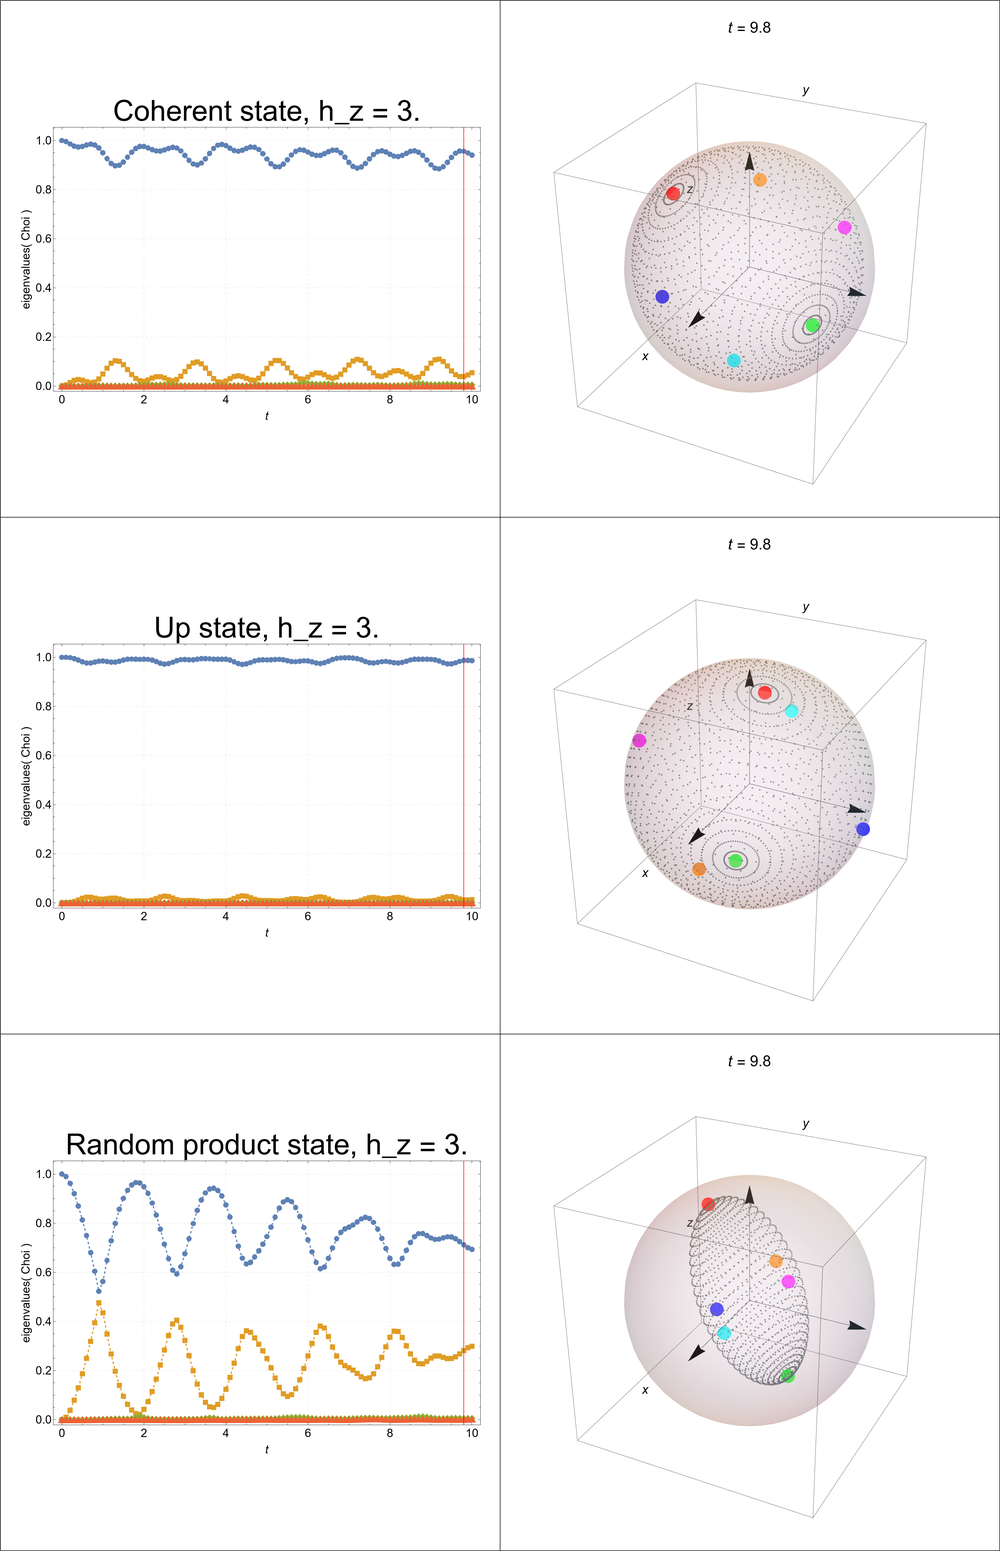 t = 9.8
Coherent state, h_z = 3.
eigenvalues( Choi )
1.0
0.8
0.6
0.4
0.2
0.0
0 2 4 6 8 10
t
y
z
x
t = 9.8
Up state, h_z = 3.
eigenvalues( Choi )
1.0
0.8
0.6
0.4
0.2
0.0
0 2 4 6 8 10
t
y
z
x
t = 9.8
Random product state, h_z = 3.
eigenvalues( Choi )
1.0
0.8
0.6
0.4
0.2
0.0
0 2 4 6 8 10
t
y
z
x